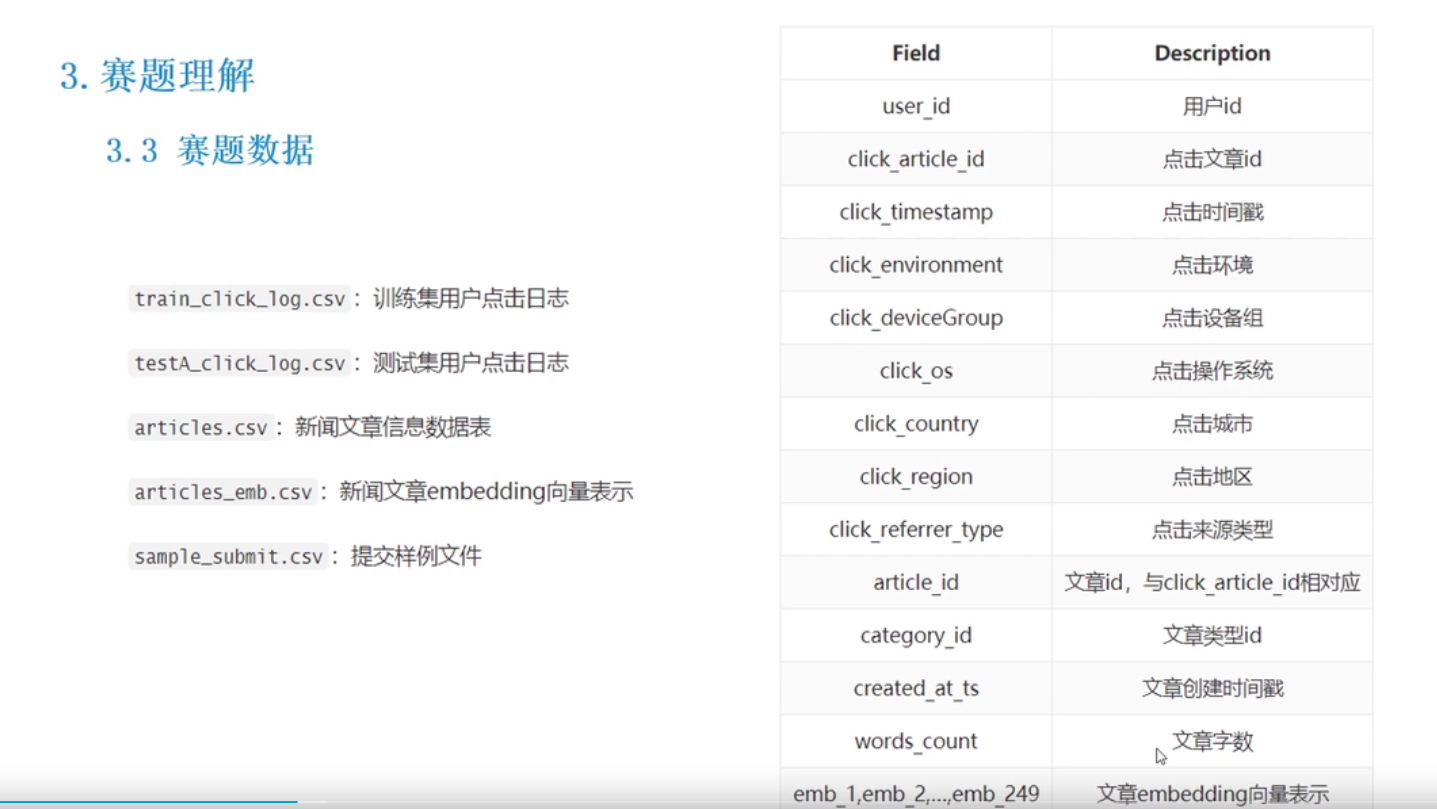 3. 赛题理解
3.3 赛题数据
train_click_log.csv：训练集用户点击日志
testA_click_log.csv：测试集用户点击日志
articles.csv：新闻文章信息数据表
articles_emb.csv：新闻文章embedding向量表示
sample_submit.csv：提交样例文件
Field Description
user_id 用户id
click_article_id 点击文章id
click_timestamp 点击时间戳
click_environment 点击环境
click_deviceGroup 点击设备组
click_os 点击操作系统
click_country 点击城市
click_region 点击地区
click_referrer_type 点击来源类型
article_id 文章id，与click_article_id相对应
category_id 文章类型id
created_at_ts 文章创建时间戳
words_count 文章字数
emb_1,emb_2,...,emb_249 文章embedding向量表示